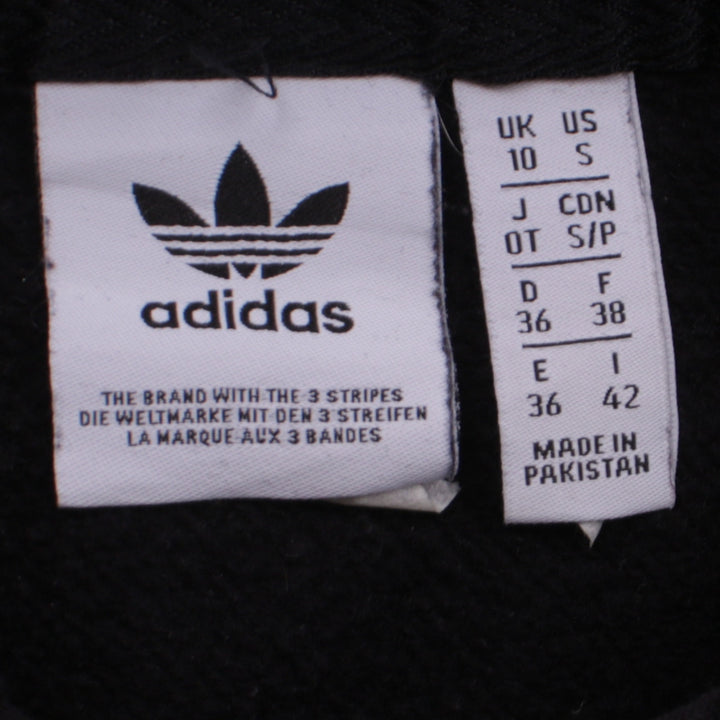 adidas
THE BRAND WITH THE 3 STRIPES
DIE WELTMARKE MIT DEN 3 STREIFEN
LA MARQUE AUX 3 BANDES
UK US
10 S
J CDN
OT S/P
D F
36 38
E I
36 42
MADE IN
PAKISTAN